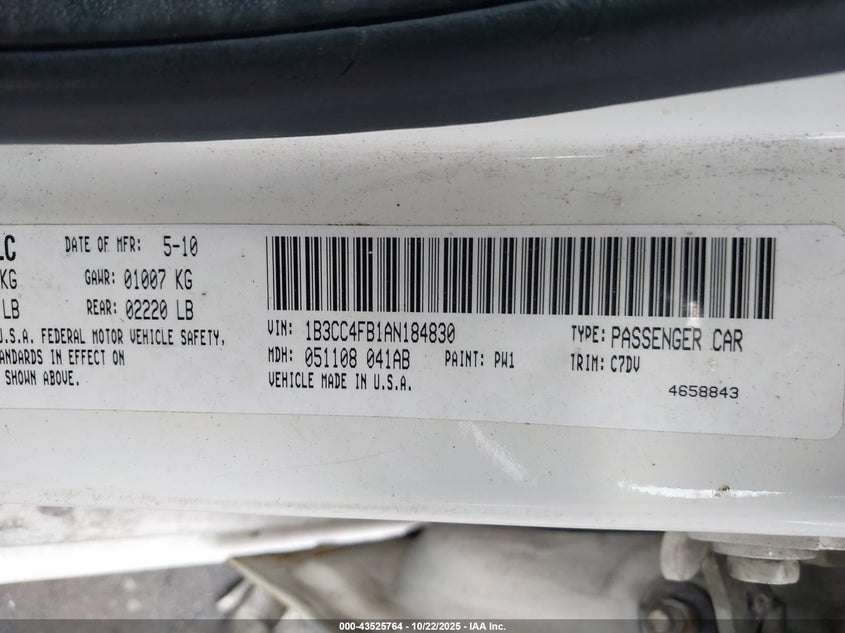 LC DATE OF MFR: 5-10
KG GAWR: 01007 KG
LB REAR: 02220 LB
U.S.A. FEDERAL MOTOR VEHICLE SAFETY,
ANDARDS IN EFFECT ON
SHOWN ABOVE.
VIN: 1B3CC4FB1AN184830 TYPE: PASSENGER CAR
MDH: 051108 041AB PAINT: PW1 TRIM: C7DV
VEHICLE MADE IN U.S.A.
4658843
000-43525764 - 10/22/2025 - IAA Inc.